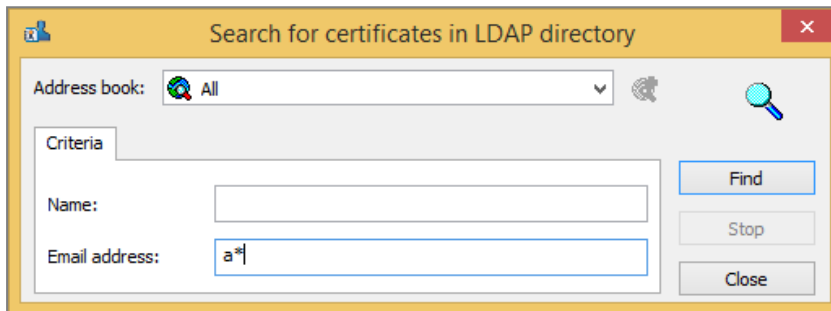 Search for certificates in LDAP directory
Address book: All
Criteria
Name:
Email address: a*
Find
Stop
Close